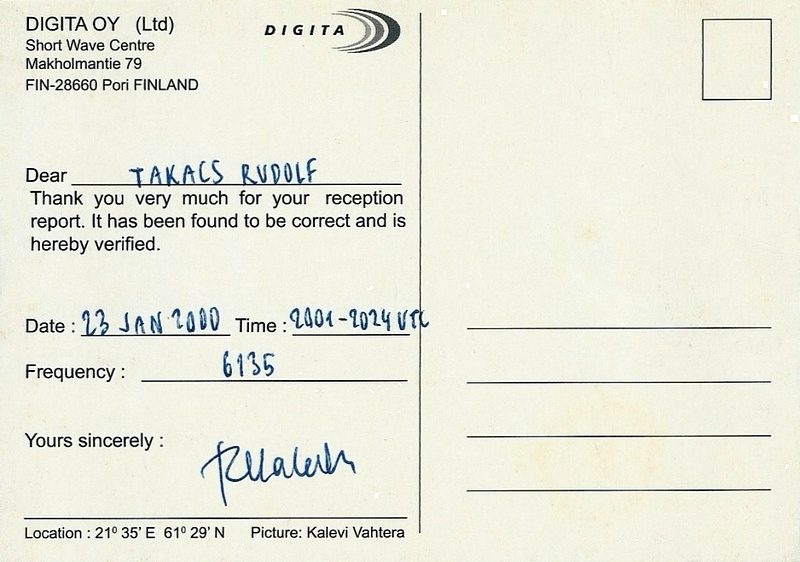 DIGITA OY (Ltd)
Short Wave Centre
Makholmantie 79
FIN-28660 Pori FINLAND
DIGITA
Dear TAKACS RUDOLF
Thank you very much for your reception
report. It has been found to be correct and is
hereby verified.
Date : 23 JAN 2000 Time : 2001-2024 UTC
Frequency : 6135
Yours sincerely :
Location : 21⁰ 35' E 61⁰ 29' N Picture: Kalevi Vahtera